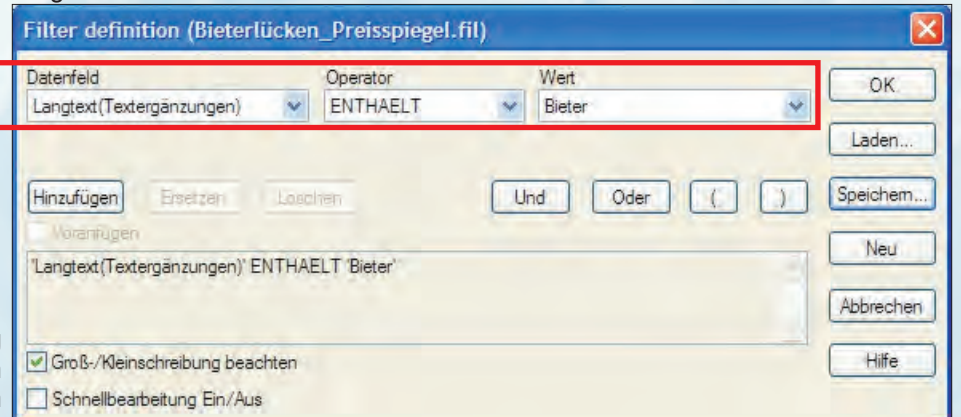 Filter definition (Bieterlücken_Preisspiegel.fil)
Datenfeld Operator Wert
Langtext(Textergänzungen) ENTHAELT Bieter
OK
Laden...
Hinzufügen Ersetzen Löschen Und Oder ( ) Speichern...
Voranfügen
Neu
'Langtext(Textergänzungen)' ENTHAELT 'Bieter'
Abbrechen
Groß-/Kleinschreibung beachten
Hilfe
Schnellbearbeitung Ein/Aus